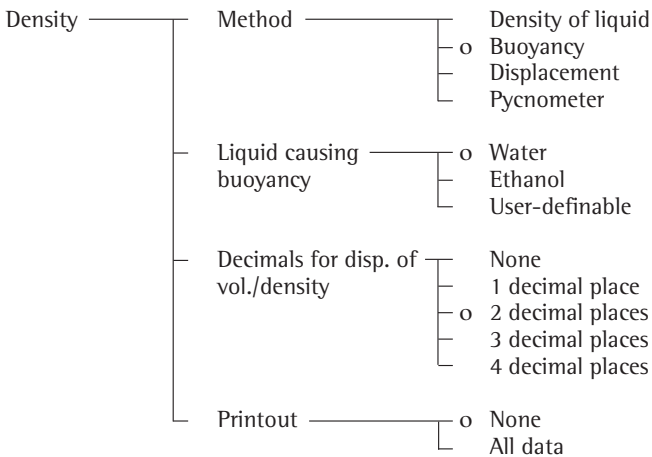 Density Method Density of liquid
o Buoyancy
Displacement
Pycnometer
Liquid causing buoyancy o Water
Ethanol
User-definable
Decimals for disp. of vol./density None
1 decimal place
o 2 decimal places
3 decimal places
4 decimal places
Printout o None
All data